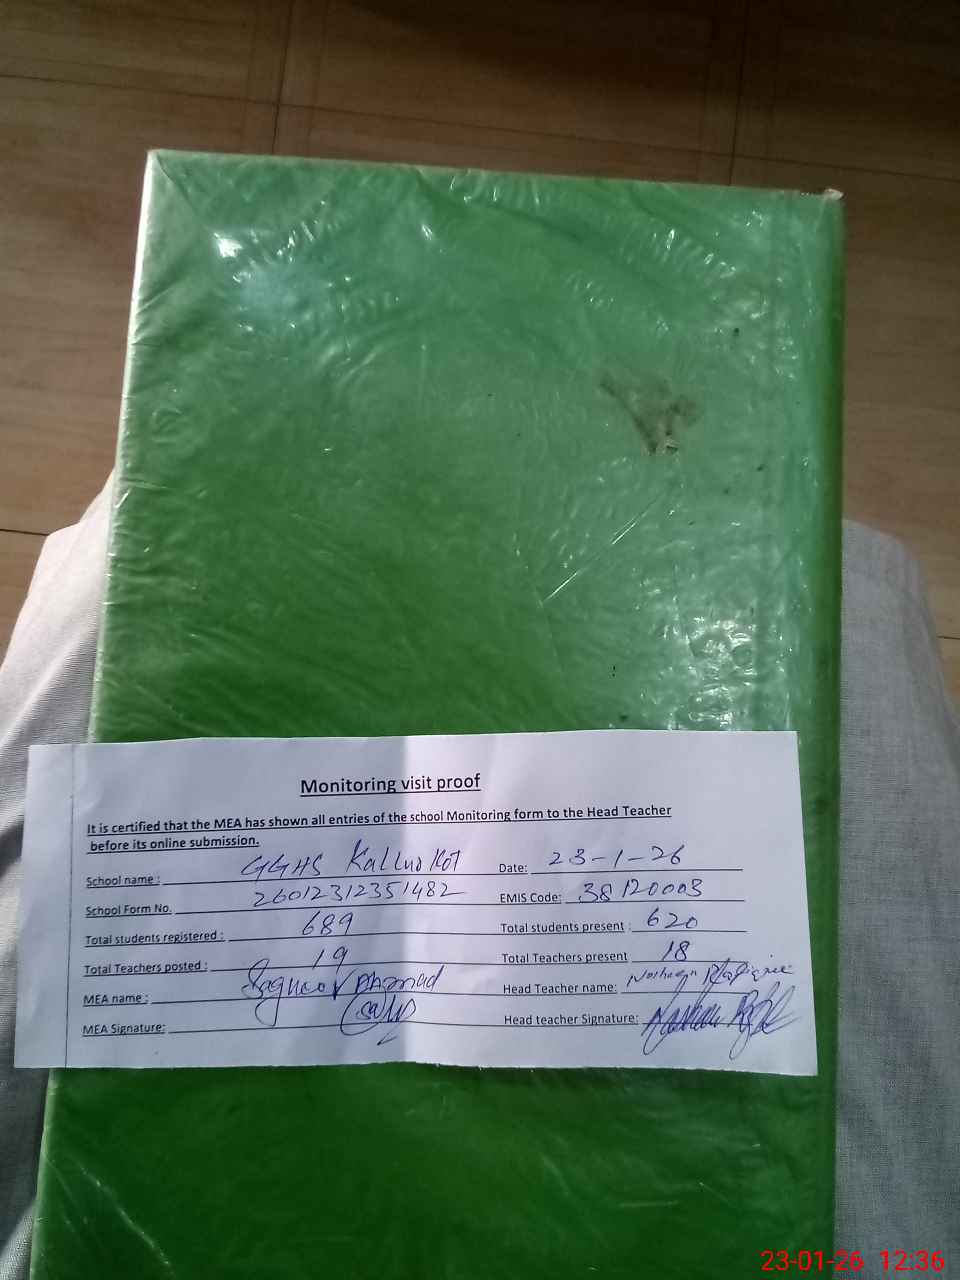 Monitoring visit proof
It is certified that the MEA has shown all entries of the school Monitoring form to the Head Teacher
before its online submission.
School name : GGHS Kalluo Kot Date: 23-1-26
School Form No. 26012312351482 EMIS Code: 38120003
Total students registered : 689 Total students present : 620
Total Teachers posted : 19 Total Teachers present 18
MEA name : Ahmad Head Teacher name: Nosheen
MEA Signature: Head teacher Signature:
23-01-26 12:36